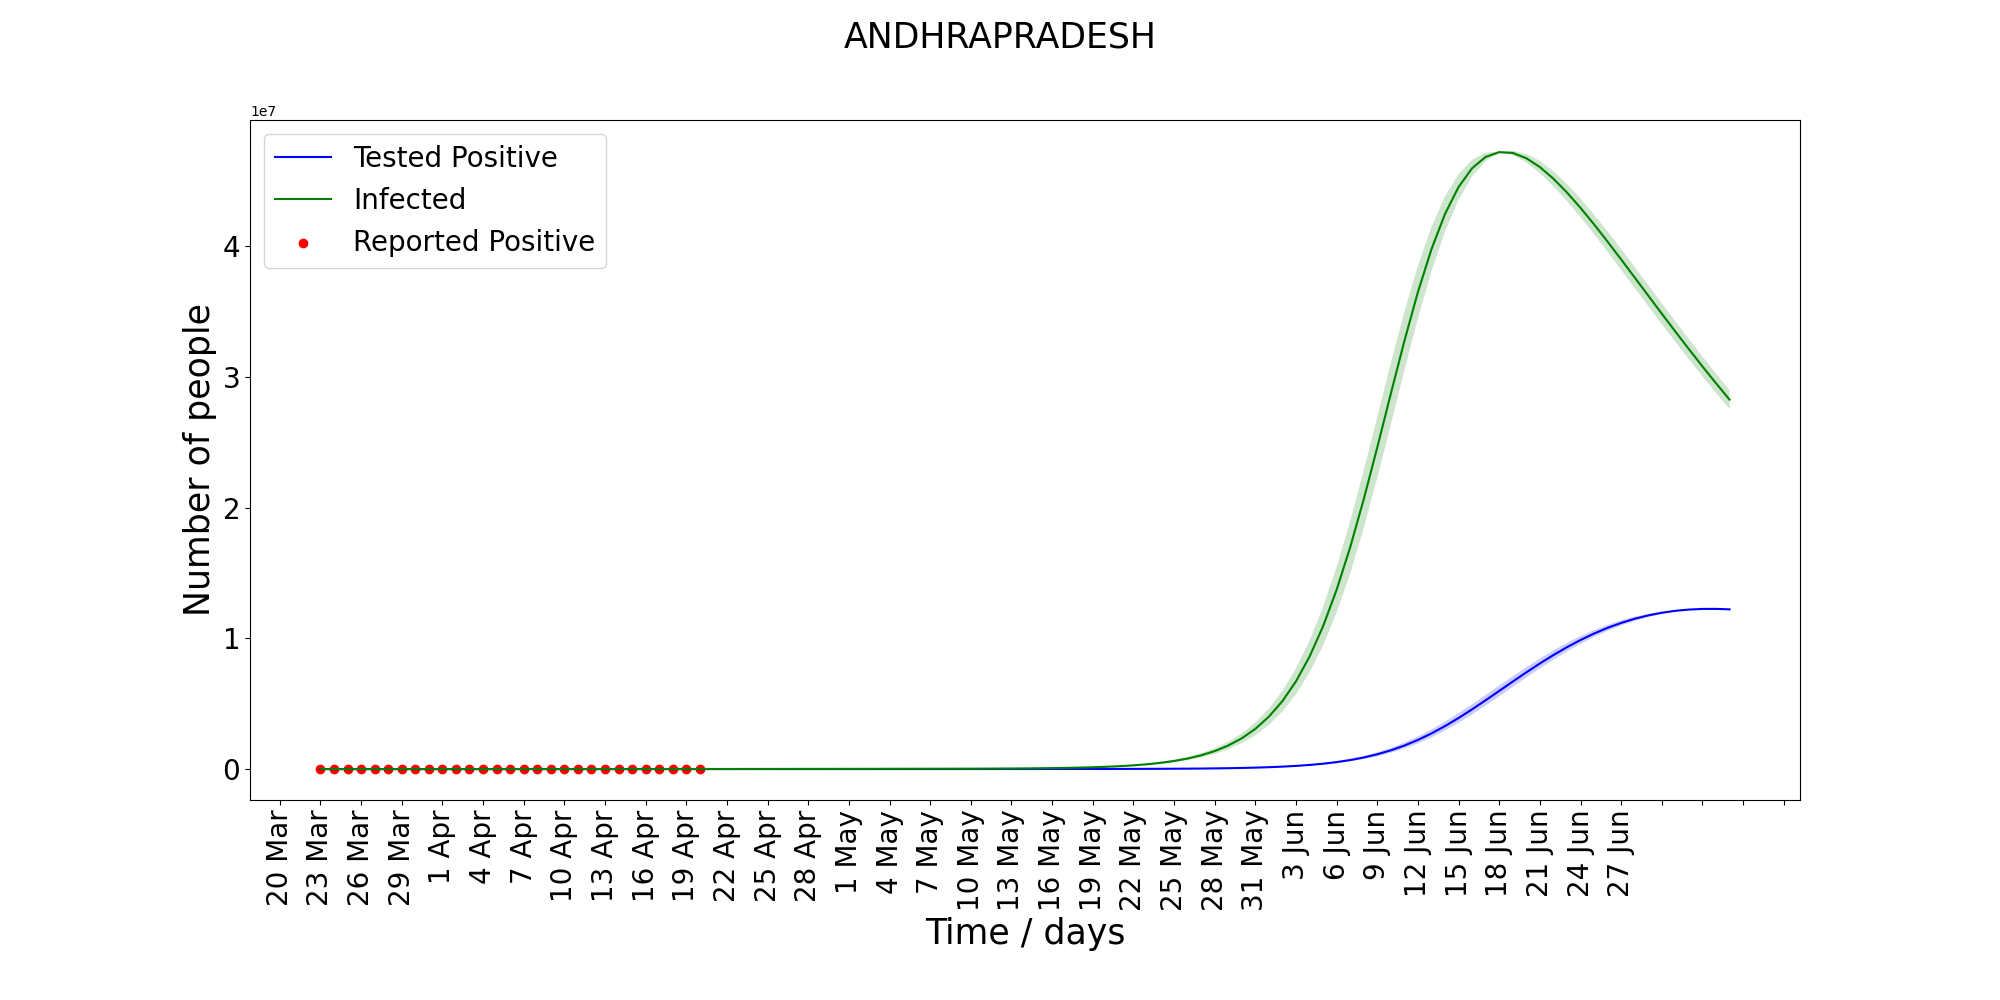 ANDHRAPRADESH
1e7
Tested Positive
Infected
Reported Positive
4
3
2
1
0
Number of people
20 Mar
23 Mar
26 Mar
29 Mar
1 Apr
4 Apr
7 Apr
10 Apr
13 Apr
16 Apr
19 Apr
22 Apr
25 Apr
28 Apr
1 May
4 May
7 May
10 May
13 May
16 May
19 May
22 May
25 May
28 May
31 May
3 Jun
6 Jun
9 Jun
12 Jun
15 Jun
18 Jun
21 Jun
24 Jun
27 Jun
Time / days